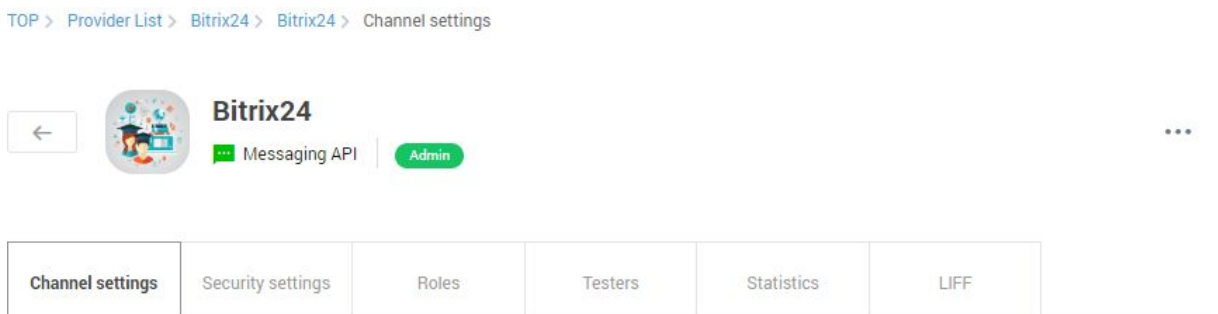 TOP > Provider List > Bitrix24 > Bitrix24 > Channel settings
Bitrix24
Messaging API
Admin
Channel settings
Security settings
Roles
Testers
Statistics
LIFF